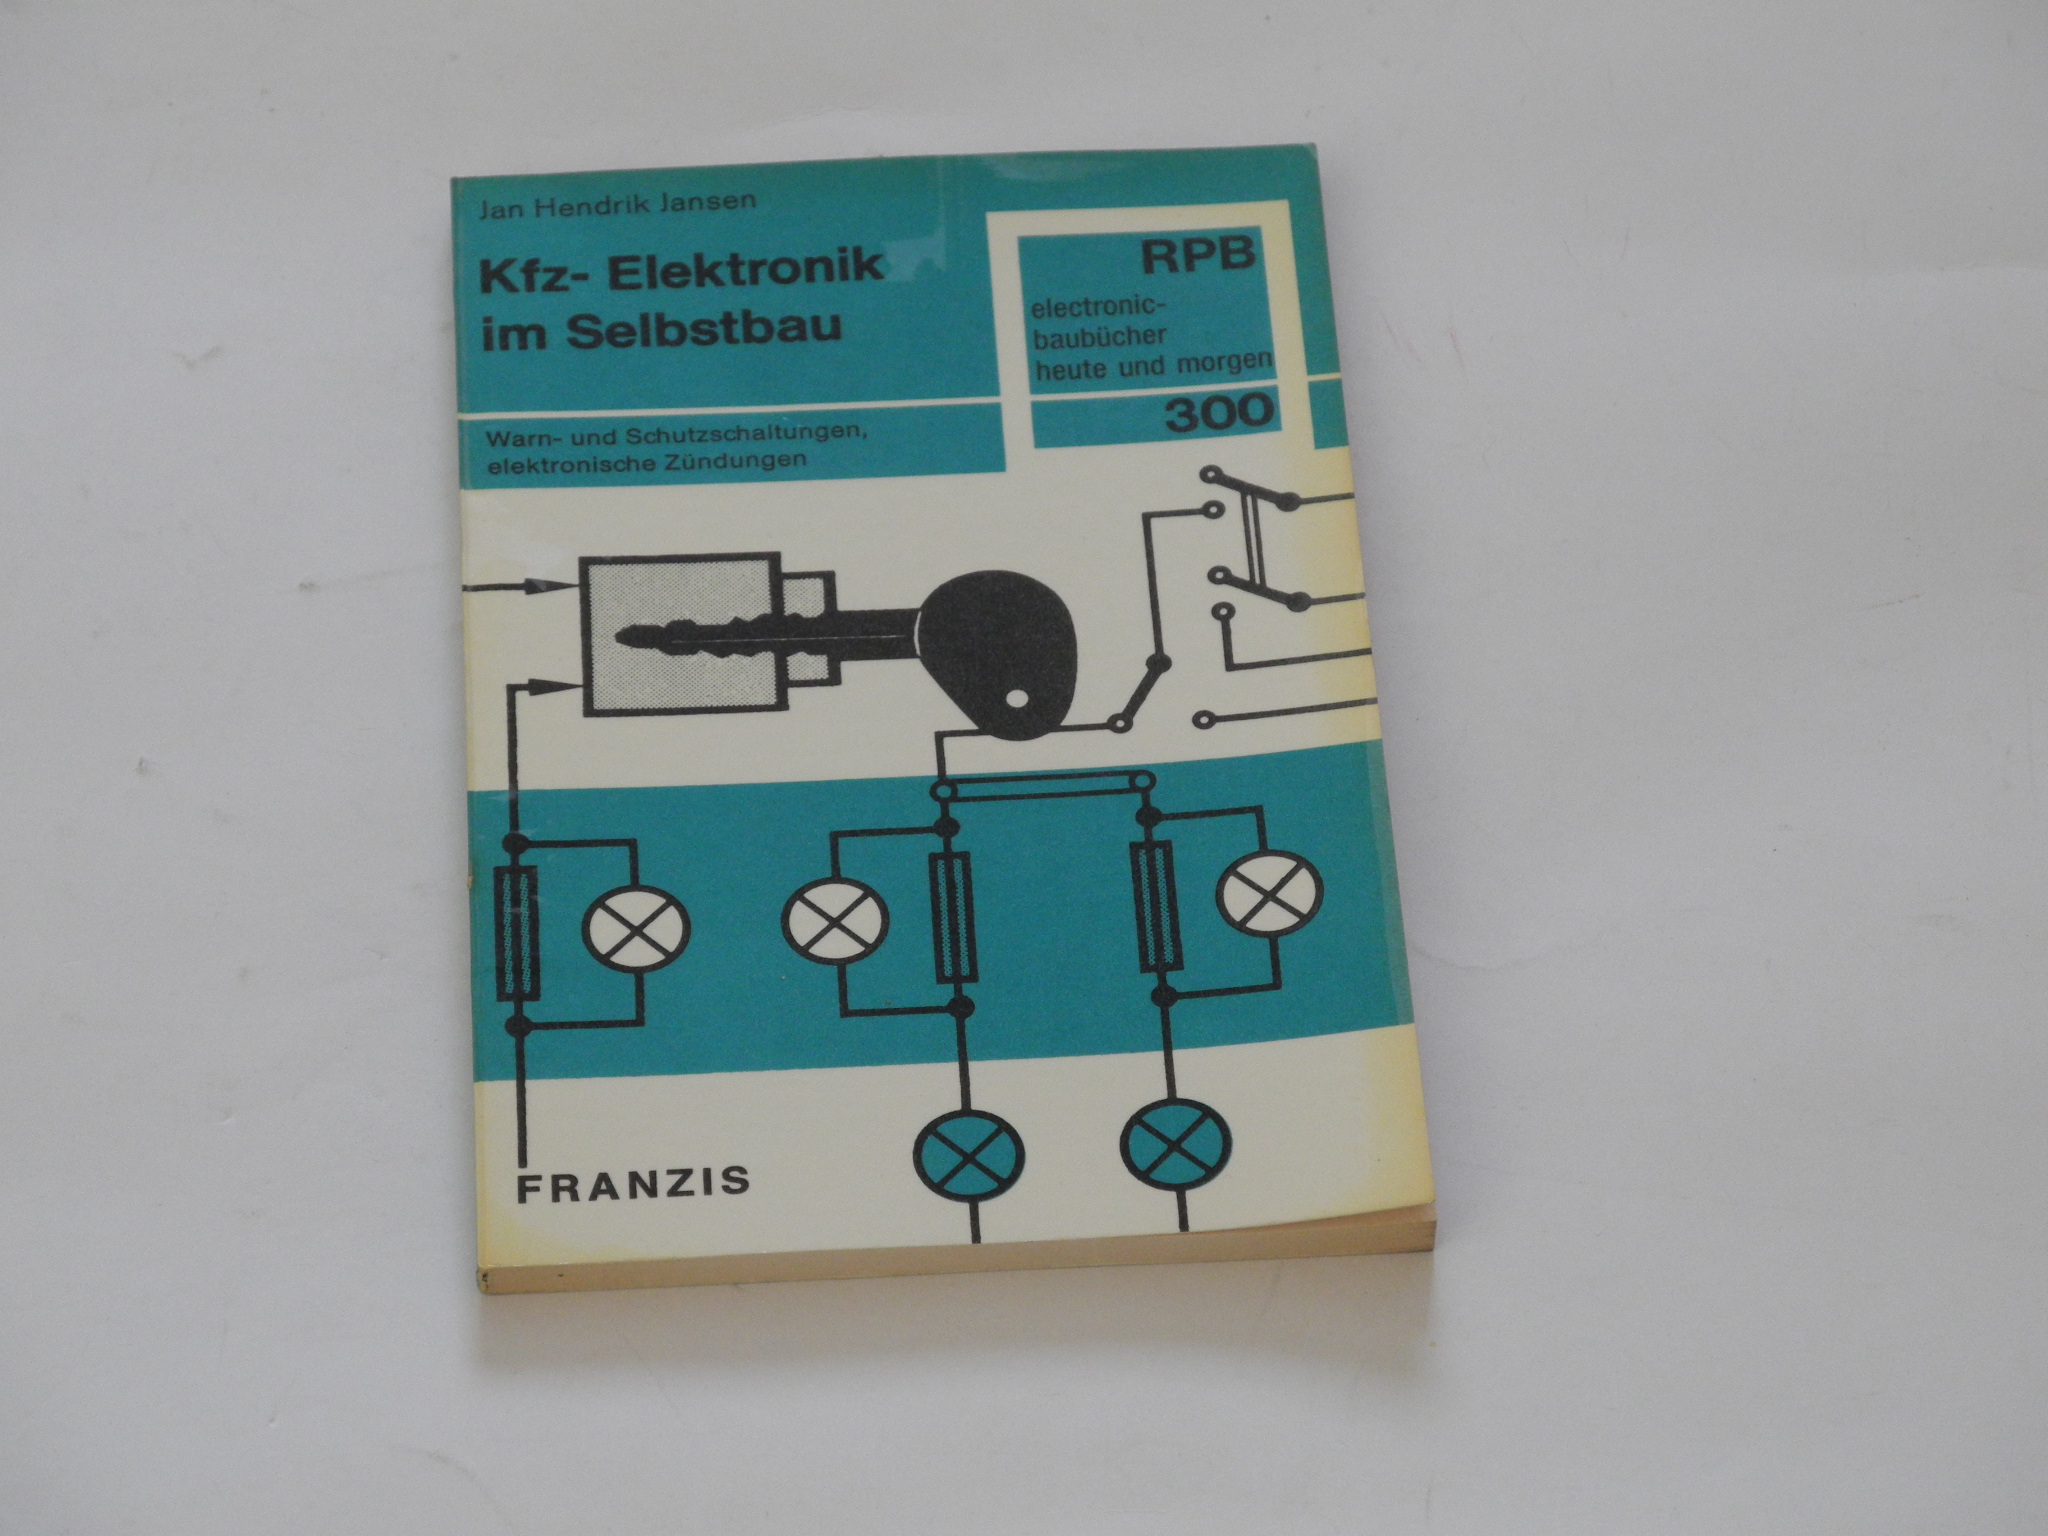 Jan Hendrik Jansen
Kfz- Elektronik
im Selbstbau
Warn- und Schutzschaltungen,
elektronische Zündungen
RPB
electronic-
baubücher
heute und morgen
300
FRANZIS